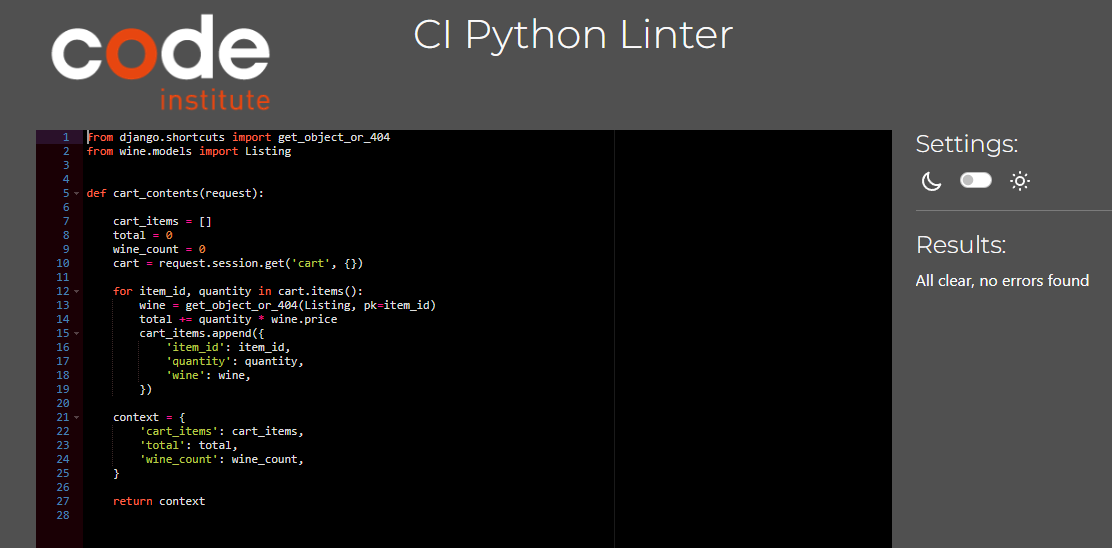 code
institute
CI Python Linter
1 from django.shortcuts import get_object_or_404
2 from wine.models import Listing
3
4
5 def cart_contents(request):
6
7     cart_items = []
8     total = 0
9     wine_count = 0
10     cart = request.session.get('cart', {})
11
12     for item_id, quantity in cart.items():
13         wine = get_object_or_404(Listing, pk=item_id)
14         total += quantity * wine.price
15         cart_items.append({
16             'item_id': item_id,
17             'quantity': quantity,
18             'wine': wine,
19         })
20
21     context = {
22         'cart_items': cart_items,
23         'total': total,
24         'wine_count': wine_count,
25     }
26
27     return context
28
Settings:
Results:
All clear, no errors found